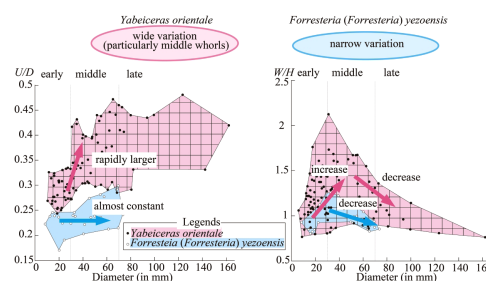 Yabeiceras orientale
wide variation
(particularly middle whorls)
Forresteria (Forresteria) yezoensis
narrow variation
U/D early middle late
0.5
0.45
0.4
0.35
0.3
0.25
0.2
0.15
rapidly larger
almost constant
Legends
Yabeiceras orientale
Forresteia (Forresteria) yezoensis
0 20 40 60 80 100 120 140 160
Diameter (in mm)
W/H early middle late
2.5
2
1.5
1
0.5
increase
decrease
decrease
0 20 40 60 80 100 120 140 160
Diameter (in mm)